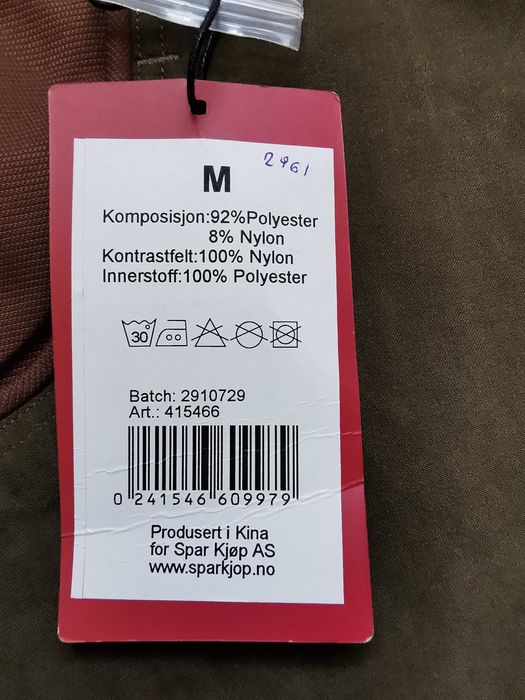 2961
M
Komposisjon:92%Polyester
8% Nylon
Kontrastfelt:100% Nylon
Innerstoff:100% Polyester
30
Batch: 2910729
Art.: 415466
0 241546 609979
Produsert i Kina
for Spar Kjøp AS
www.sparkjop.no